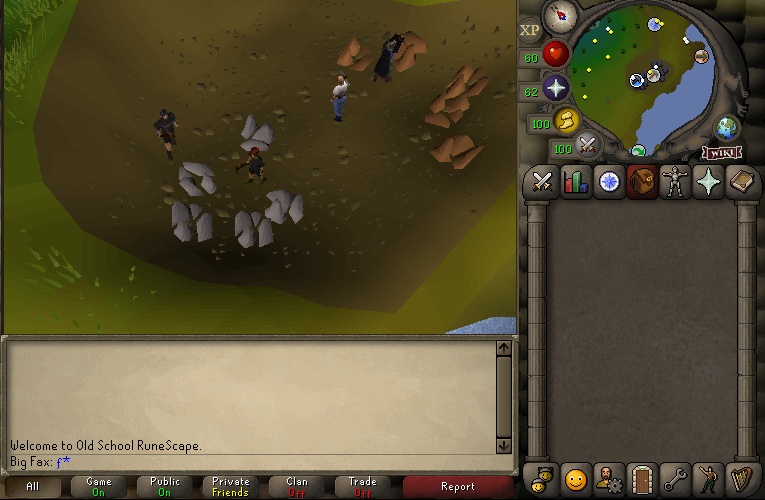 XP
60
62
100
100
WIKI
Welcome to Old School RuneScape.
Big Fax: f*
All
Game
On
Public
On
Private
Friends
Clan
Off
Trade
Off
Report